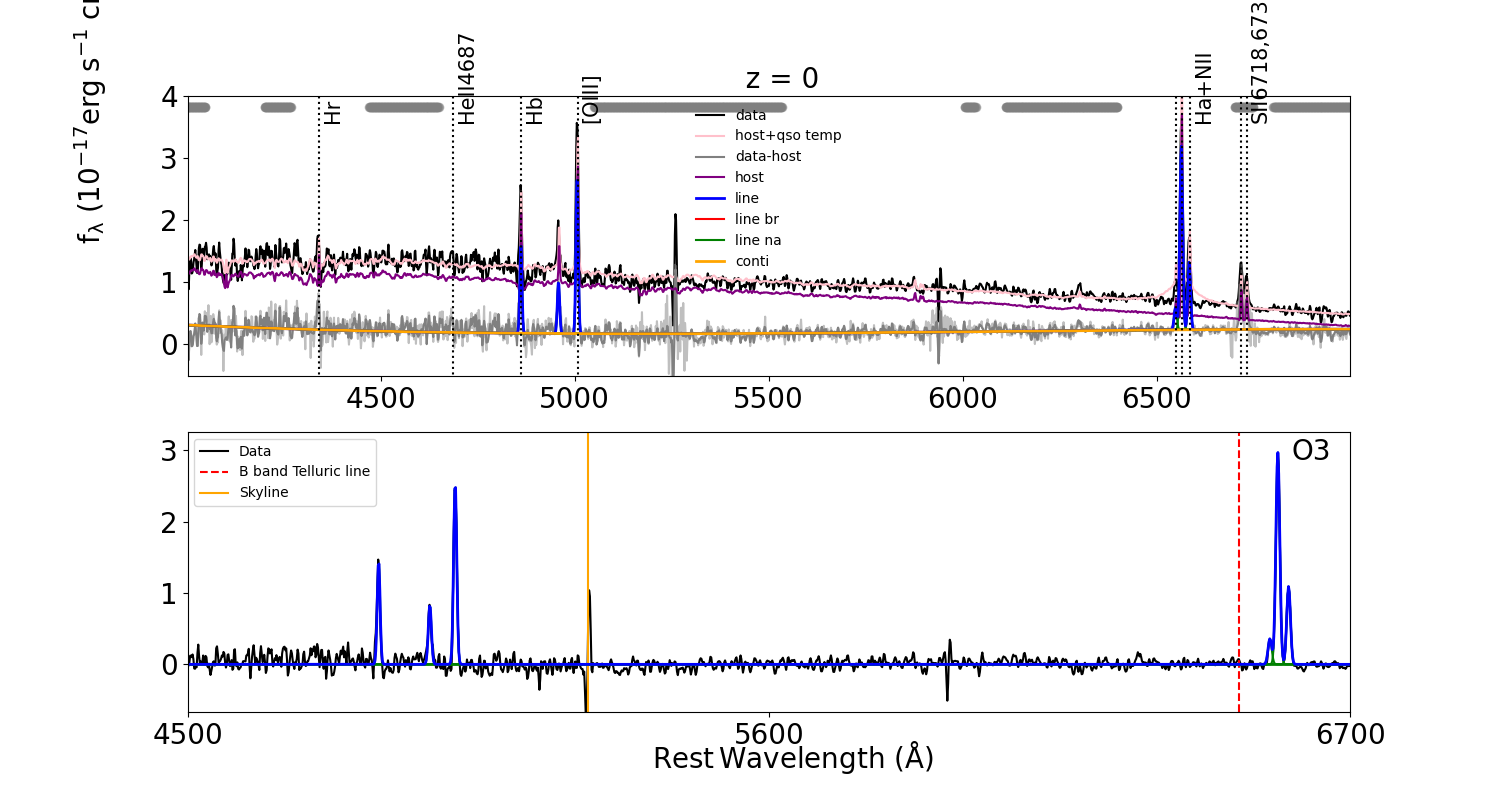 z = 0
f_λ (10^−17 erg s^−1
Hr
HeII4687
Hb
[OIII]
Ha+NII
SII6718,673
4
3
2
1
0
data
host+qso temp
data-host
host
line
line br
line na
conti
4500
5000
5500
6000
6500
3
2
1
0
Data
B band Telluric line
Skyline
O3
4500
5600
6700
Rest Wavelength (Å)